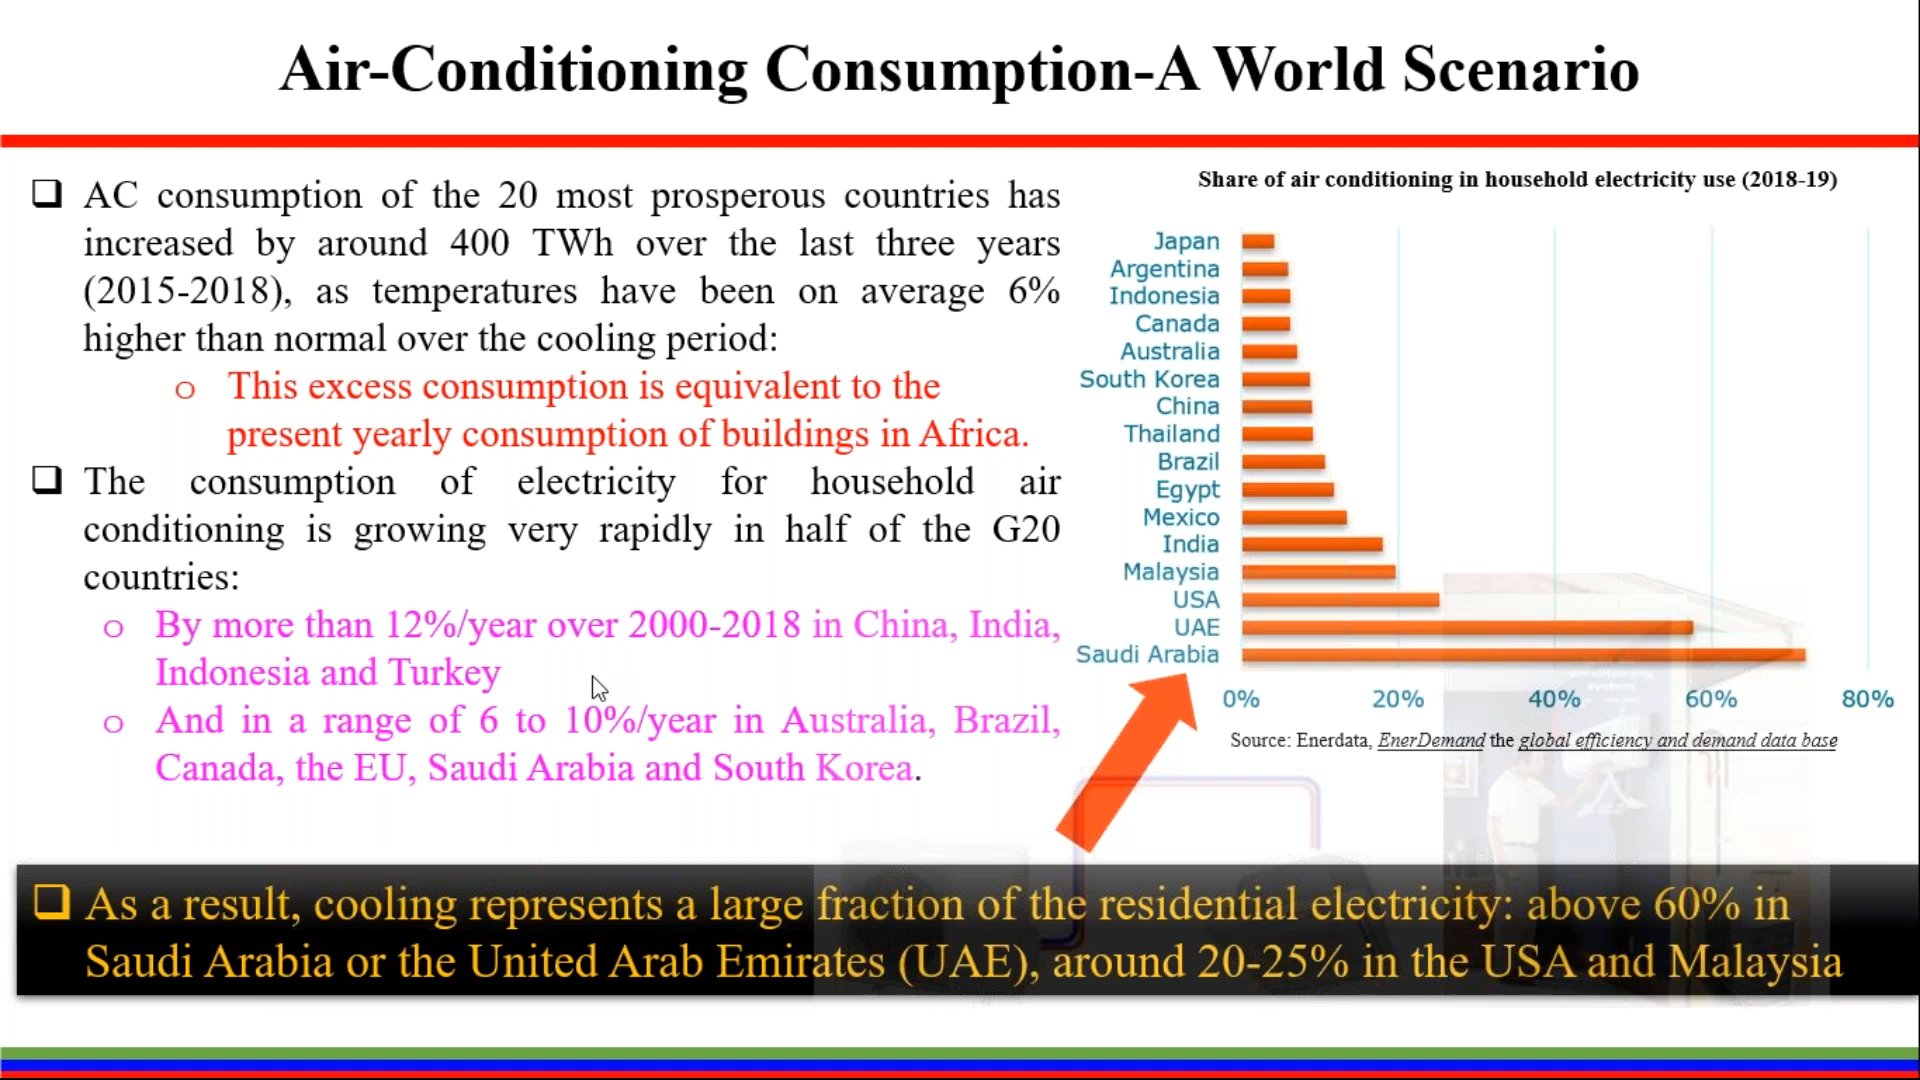 Air-Conditioning Consumption-A World Scenario
AC consumption of the 20 most prosperous countries has
increased by around 400 TWh over the last three years
(2015-2018), as temperatures have been on average 6%
higher than normal over the cooling period:
o This excess consumption is equivalent to the
present yearly consumption of buildings in Africa.
The consumption of electricity for household air
conditioning is growing very rapidly in half of the G20
countries:
o By more than 12%/year over 2000-2018 in China, India,
Indonesia and Turkey
o And in a range of 6 to 10%/year in Australia, Brazil,
Canada, the EU, Saudi Arabia and South Korea.
Share of air conditioning in household electricity use (2018-19)
Japan
Argentina
Indonesia
Canada
Australia
South Korea
China
Thailand
Brazil
Egypt
Mexico
India
Malaysia
USA
UAE
Saudi Arabia
0% 20% 40% 60% 80%
Source: Enerdata, EnerDemand the global efficiency and demand data base
As a result, cooling represents a large fraction of the residential electricity: above 60% in
Saudi Arabia or the United Arab Emirates (UAE), around 20-25% in the USA and Malaysia